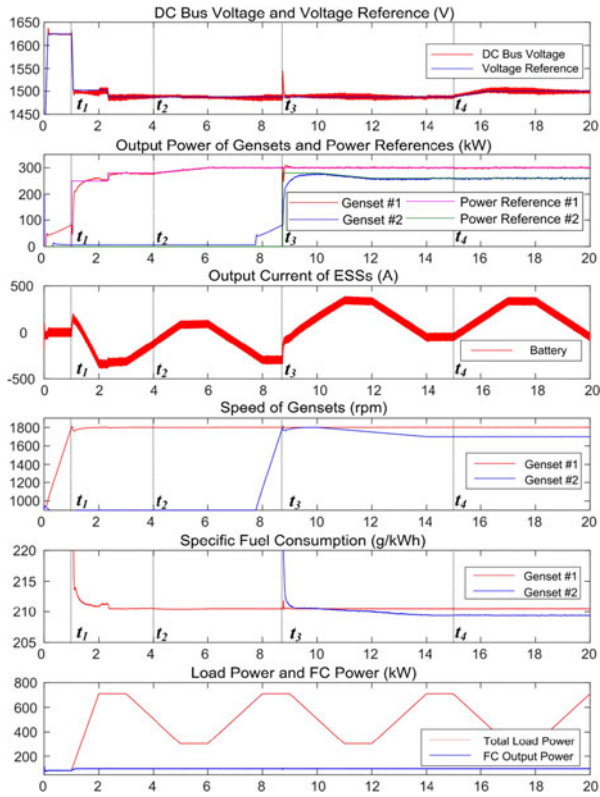 DC Bus Voltage and Voltage Reference (V)
1650
1600
1550
1500
1450
DC Bus Voltage
Voltage Reference
t1 t2 t3 t4
0 2 4 6 8 10 12 14 16 18 20
Output Power of Gensets and Power References (kW)
300
200
100
0
Genset #1 Power Reference #1
Genset #2 Power Reference #2
t1 t2 t3 t4
0 2 4 6 8 10 12 14 16 18 20
Output Current of ESSs (A)
500
0
-500
Battery
t1 t2 t3 t4
0 2 4 6 8 10 12 14 16 18 20
Speed of Gensets (rpm)
1800
1600
1400
1200
1000
Genset #1
Genset #2
t1 t2 t3 t4
0 2 4 6 8 10 12 14 16 18 20
Specific Fuel Consumption (g/kWh)
220
215
210
205
Genset #1
Genset #2
t1 t2 t3 t4
0 2 4 6 8 10 12 14 16 18 20
Load Power and FC Power (kW)
800
600
400
200
Total Load Power
FC Output Power
0 2 4 6 8 10 12 14 16 18 20